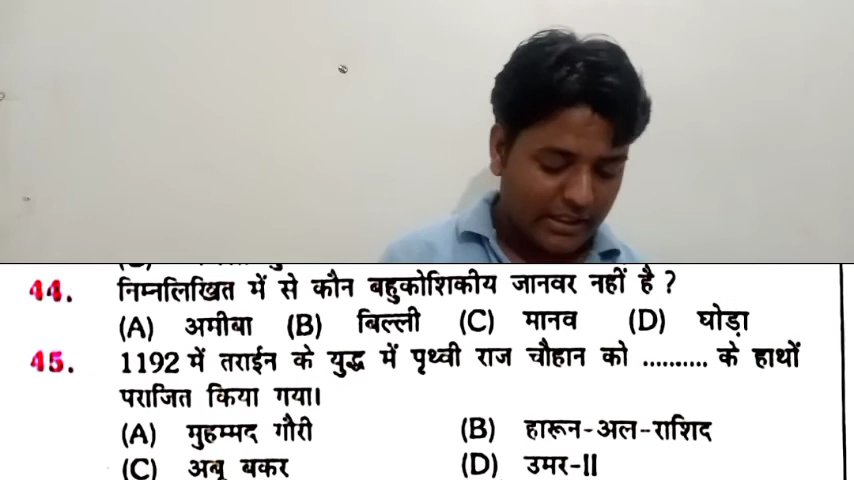 44. निम्नलिखित में से कौन बहुकोशिकीय जानवर नहीं है ?
(A) अमीबा (B) बिल्ली (C) मानव (D) घोड़ा
45. 1192 में तराईन के युद्ध में पृथ्वी राज चौहान को .......... के हाथों
पराजित किया गया।
(A) मुहम्मद गौरी (B) हारून-अल-राशिद
(C) अबू बकर (D) उमर-II